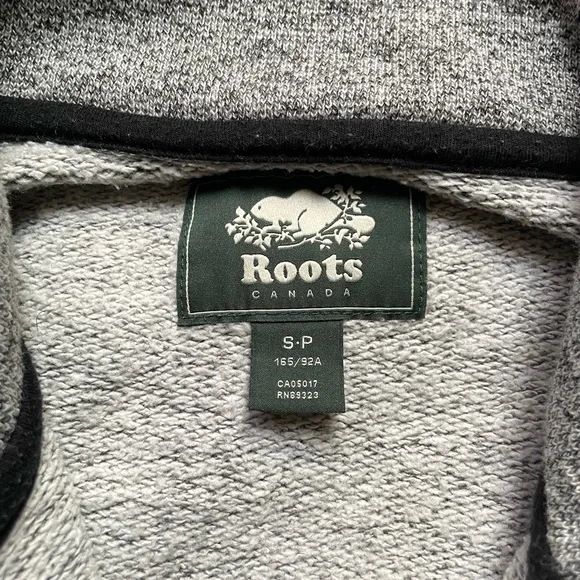 Roots
CANADA
S·P
165/92A
CA05017
RN89323